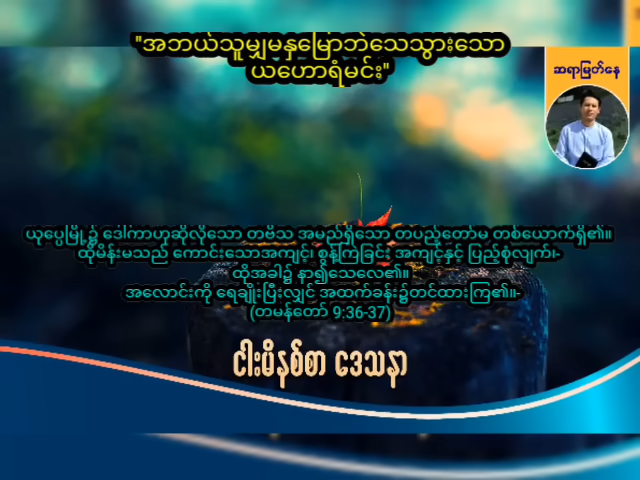 "အဘယ်သူမျှမနှမြောဘဲသေသွားသော
ယဟောရံမင်း"
ဆရာမြတ်နေ
ယုပ္ပေမြို့၌ ဒေါ်ကာဟုဆိုလိုသော တဗိသ အမည်ရှိသော တပည့်တော်မ တစ်ယောက်ရှိ၏။
ထိုမိန်းမသည် ကောင်းသောအကျင့်၊ စွန့်ကြဲခြင်း အကျင့်နှင့် ပြည့်စုံလျက်၊-
ထိုအခါ၌ နာ၍သေလေ၏။
အလောင်းကို ရေချိုးပြီးလျှင် အထက်ခန်း၌တင်ထားကြ၏။-
(တမန်တော် 9:36-37)
ငါးမိနစ်စာ ဒေသနာ